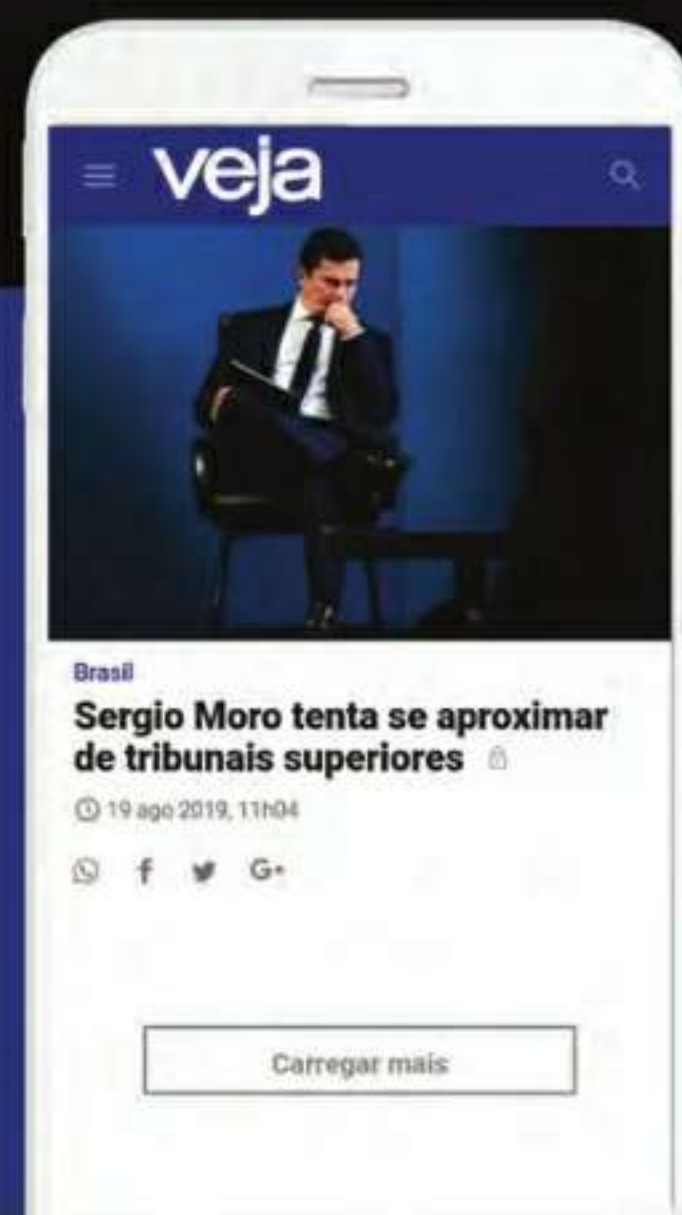 veja
Brasil
Sergio Moro tenta se aproximar
de tribunais superiores
19 ago 2019, 11h04
f G+
Carregar mais